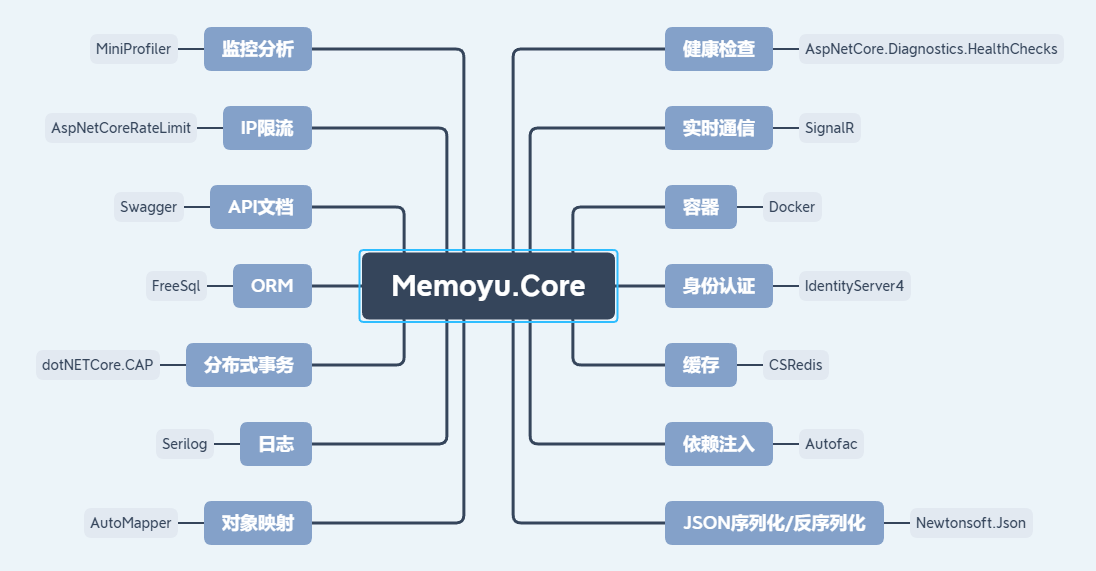 MiniProfiler
监控分析
健康检查
AspNetCore.Diagnostics.HealthChecks
AspNetCoreRateLimit
IP限流
实时通信
SignalR
Swagger
API文档
容器
Docker
FreeSql
ORM
Memoyu.Core
身份认证
IdentityServer4
dotNETCore.CAP
分布式事务
缓存
CSRedis
Serilog
日志
依赖注入
Autofac
AutoMapper
对象映射
JSON序列化/反序列化
Newtonsoft.Json